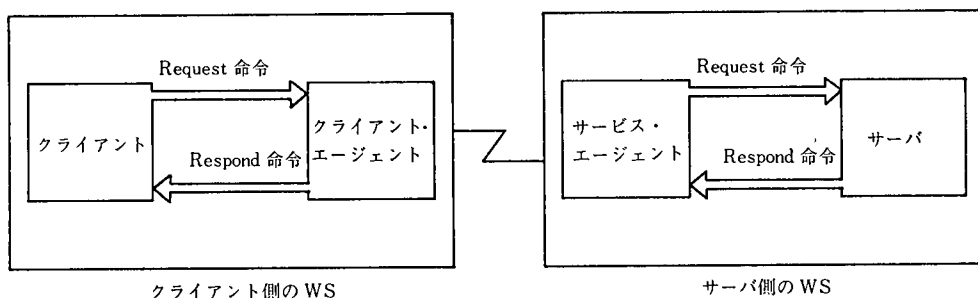 Request 命令
クライアント
クライアント・
エージェント
Respond 命令
クライアント側の WS
Request 命令
サービス・
エージェント
サーバ
Respond 命令
サーバ側の WS